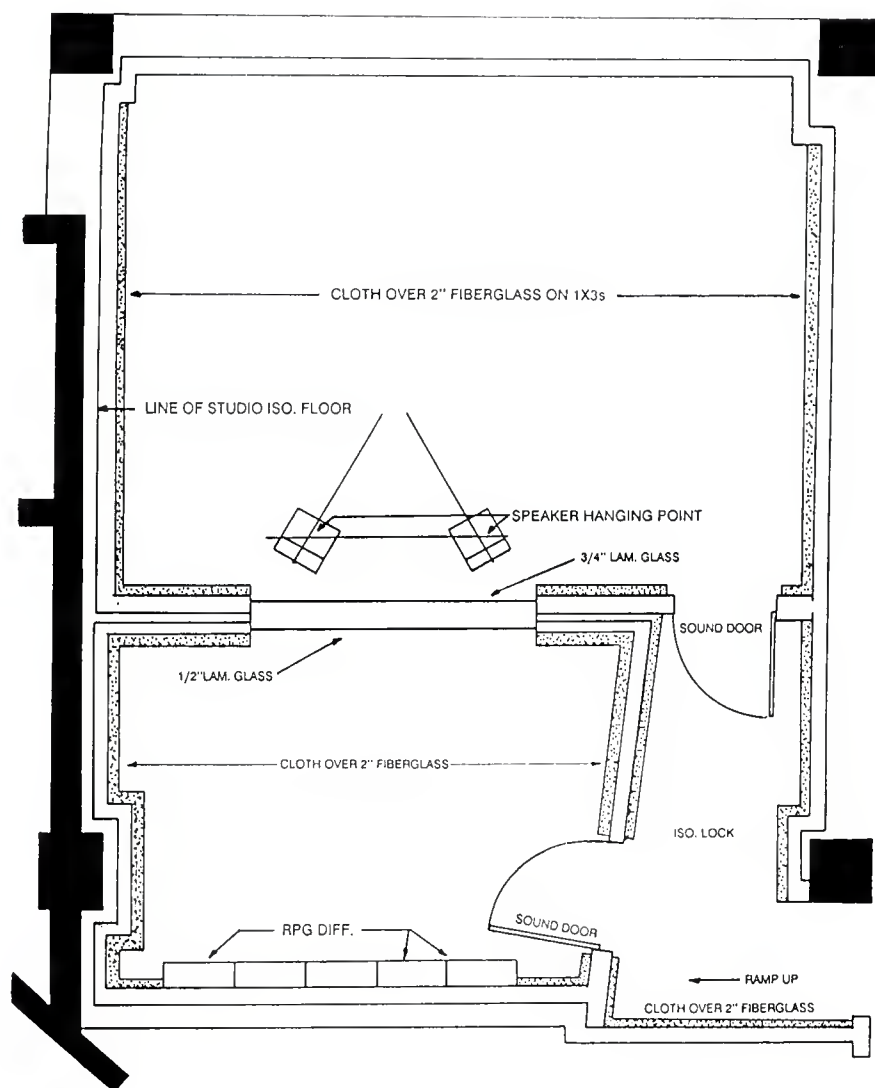 CLOTH OVER 2" FIBERGLASS ON 1X3s
LINE OF STUDIO ISO. FLOOR
SPEAKER HANGING POINT
3/4" LAM. GLASS
SOUND DOOR
1/2"LAM. GLASS
CLOTH OVER 2" FIBERGLASS
ISO. LOCK
SOUND DOOR
RPG DIFF.
RAMP UP
CLOTH OVER 2" FIBERGLASS